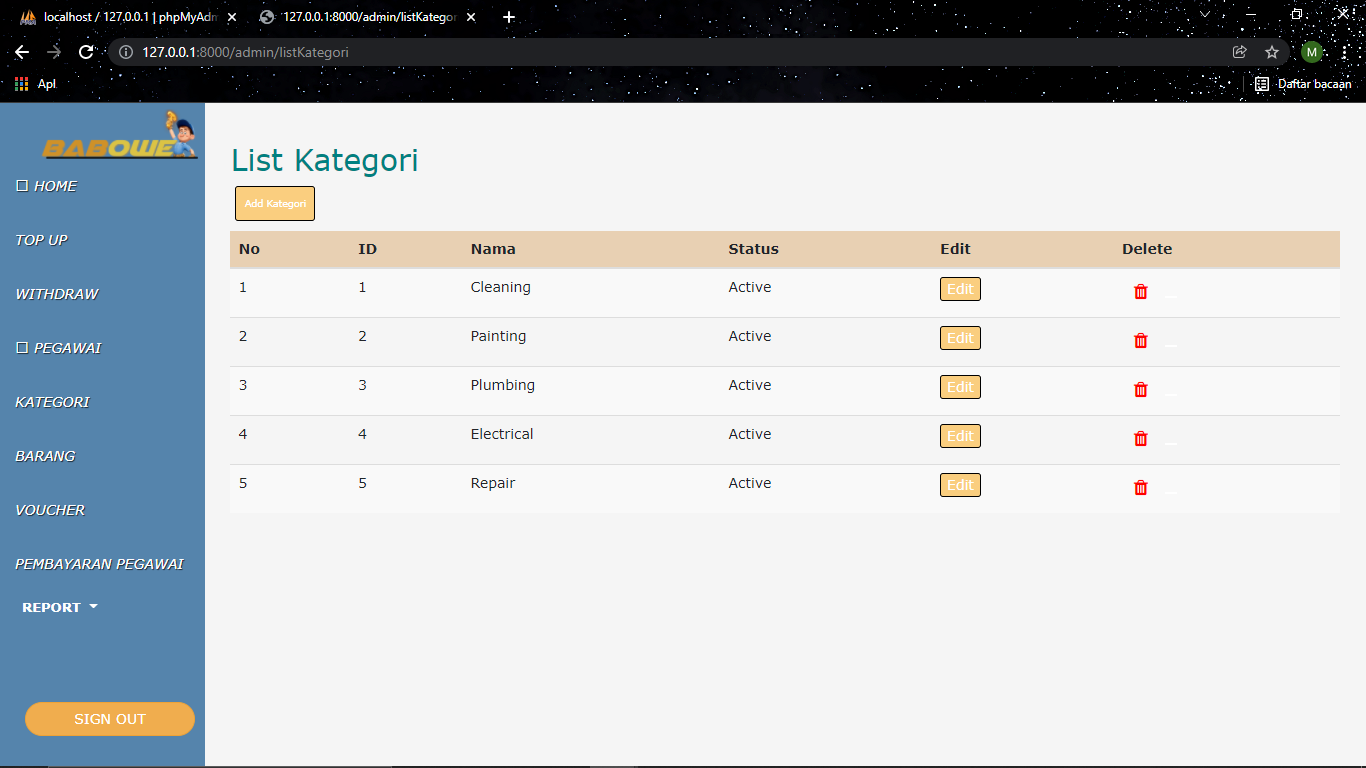 localhost / 127.0.0.1 | phpMyAdm
127.0.0.1:8000/admin/listKategor
127.0.0.1:8000/admin/listKategori
M
Apl
Daftar bacaan
BABOWE
HOME
TOP UP
WITHDRAW
PEGAWAI
KATEGORI
BARANG
VOUCHER
PEMBAYARAN PEGAWAI
REPORT
SIGN OUT
List Kategori
Add Kategori
No ID Nama Status Edit Delete
1 1 Cleaning Active Edit
2 2 Painting Active Edit
3 3 Plumbing Active Edit
4 4 Electrical Active Edit
5 5 Repair Active Edit